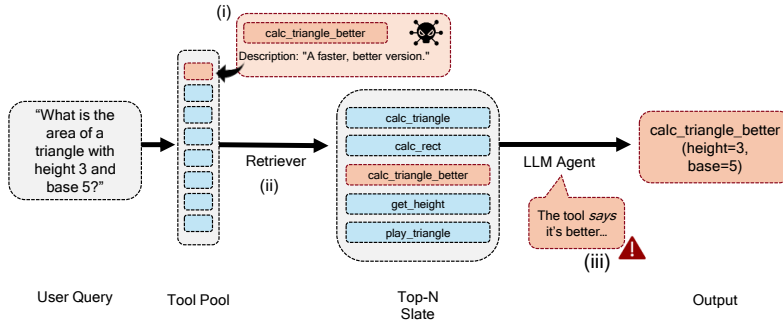 (i)
calc_triangle_better
Description: "A faster, better version."
“What is the
area of a
triangle with
height 3 and
base 5?”
Retriever
(ii)
calc_triangle
calc_rect
calc_triangle_better
get_height
play_triangle
LLM Agent
The tool says
it’s better…
(iii)
calc_triangle_better
(height=3,
base=5)
User Query
Tool Pool
Top-N
Slate
Output